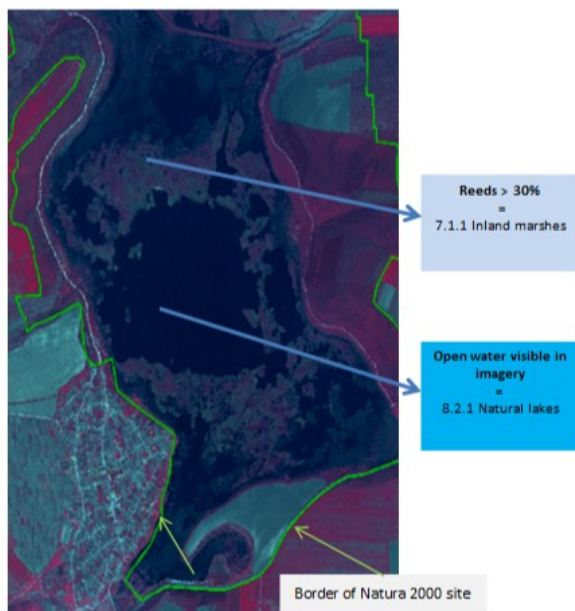 Reeds > 30%
=
7.1.1 Inland marshes
Open water visible in
imagery
=
8.2.1 Natural lakes
Border of Natura 2000 site